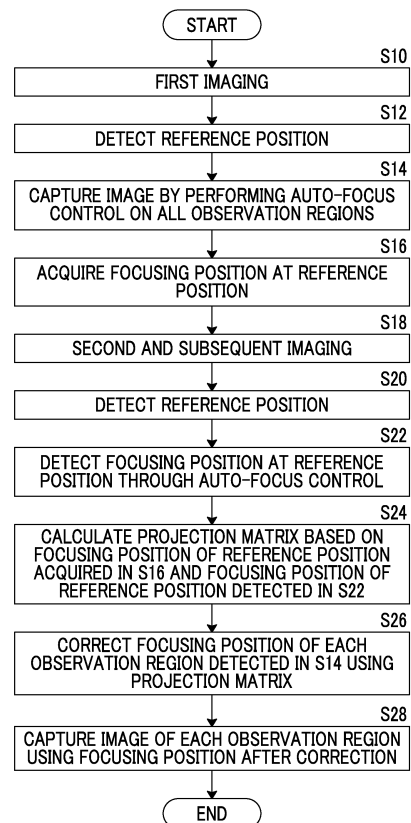 START
S10
FIRST IMAGING
S12
DETECT REFERENCE POSITION
S14
CAPTURE IMAGE BY PERFORMING AUTO-FOCUS
CONTROL ON ALL OBSERVATION REGIONS
S16
ACQUIRE FOCUSING POSITION AT REFERENCE
POSITION
S18
SECOND AND SUBSEQUENT IMAGING
S20
DETECT REFERENCE POSITION
S22
DETECT FOCUSING POSITION AT REFERENCE
POSITION THROUGH AUTO-FOCUS CONTROL
S24
CALCULATE PROJECTION MATRIX BASED ON
FOCUSING POSITION OF REFERENCE POSITION
ACQUIRED IN S16 AND FOCUSING POSITION OF
REFERENCE POSITION DETECTED IN S22
S26
CORRECT FOCUSING POSITION OF EACH
OBSERVATION REGION DETECTED IN S14 USING
PROJECTION MATRIX
S28
CAPTURE IMAGE OF EACH OBSERVATION REGION
USING FOCUSING POSITION AFTER CORRECTION
END